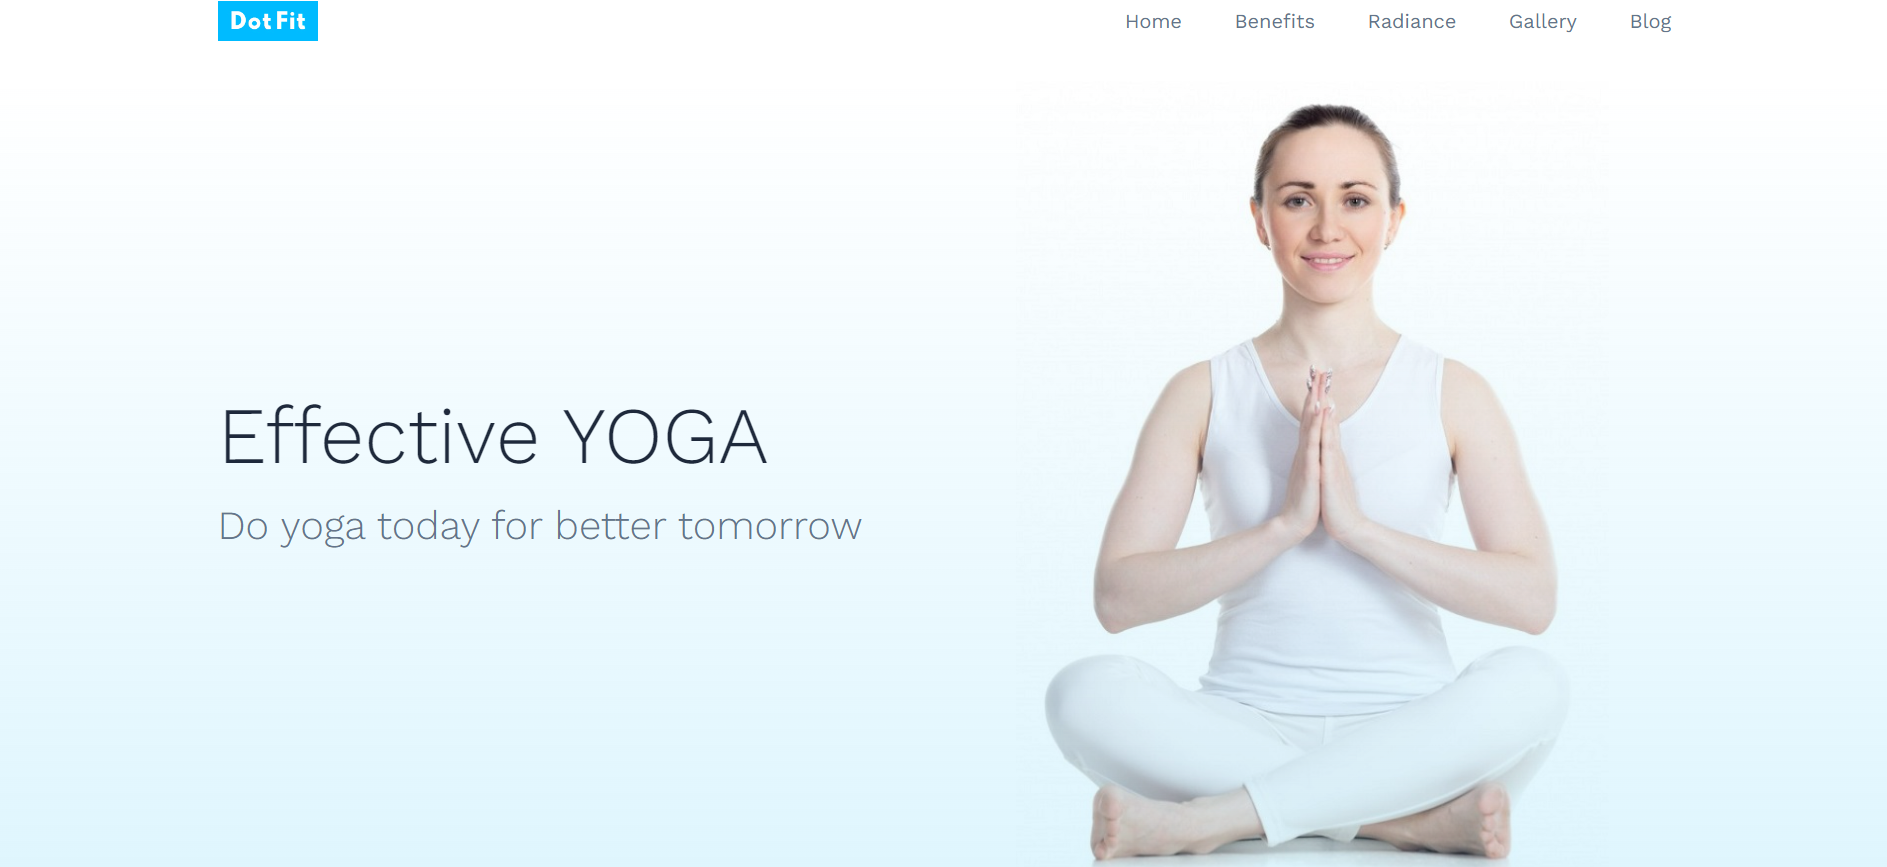 Dot Fit
Home Benefits Radiance Gallery Blog
Effective YOGA
Do yoga today for better tomorrow